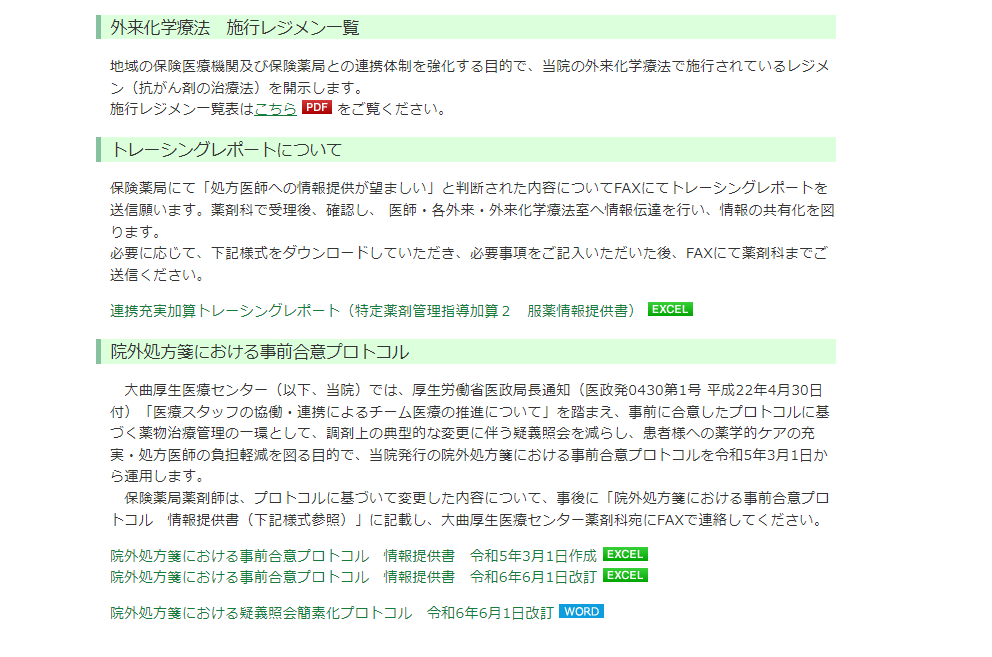 外来化学療法　施行レジメン一覧
地域の保険医療機関及び保険薬局との連携体制を強化する目的で、当院の外来化学療法で施行されているレジメ
ン（抗がん剤の治療法）を開示します。
施行レジメン一覧表はこちら PDF をご覧ください。
トレーシングレポートについて
保険薬局にて「処方医師への情報提供が望ましい」と判断された内容についてFAXにてトレーシングレポートを
送信願います。薬剤科で受理後、確認し、 医師・各外来・外来化学療法室へ情報伝達を行い、情報の共有化を図
ります。
必要に応じて、下記様式をダウンロードしていただき、必要事項をご記入いただいた後、FAXにて薬剤科までご
送信ください。
連携充実加算トレーシングレポート（特定薬剤管理指導加算２　服薬情報提供書） EXCEL
院外処方箋における事前合意プロトコル
　大曲厚生医療センター（以下、当院）では、厚生労働省医政局長通知（医政発0430第1号 平成22年4月30日
付）「医療スタッフの協働・連携によるチーム医療の推進について」を踏まえ、事前に合意したプロトコルに基
づく薬物治療管理の一環として、調剤上の典型的な変更に伴う疑義照会を減らし、患者様への薬学的ケアの充
実・処方医師の負担軽減を図る目的で、当院発行の院外処方箋における事前合意プロトコルを令和5年3月1日か
ら運用します。
　保険薬局薬剤師は、プロトコルに基づいて変更した内容について、事後に「院外処方箋における事前合意プロ
トコル　情報提供書（下記様式参照）」に記載し、大曲厚生医療センター薬剤科宛にFAXで連絡してください。
院外処方箋における事前合意プロトコル　情報提供書　令和5年3月1日作成 EXCEL
院外処方箋における事前合意プロトコル　情報提供書　令和6年6月1日改訂 EXCEL
院外処方箋における疑義照会簡素化プロトコル　令和6年6月1日改訂 WORD